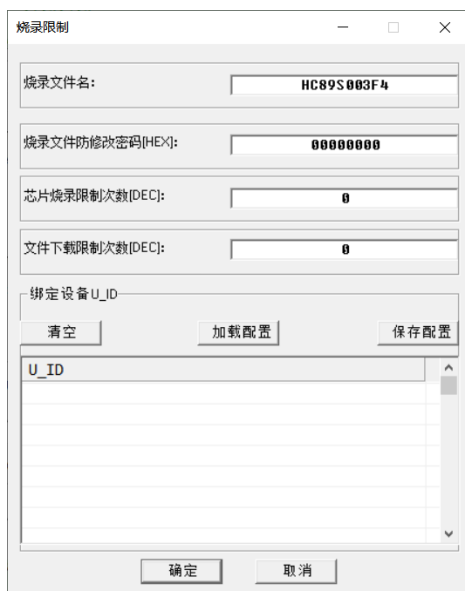 烧录限制
烧录文件名: HC89S003F4
烧录文件防修改密码[HEX]: 00000000
芯片烧录限制次数[DEC]: 0
文件下载限制次数[DEC]: 0
绑定设备U_ID
清空 加载配置 保存配置
U_ID
确定 取消